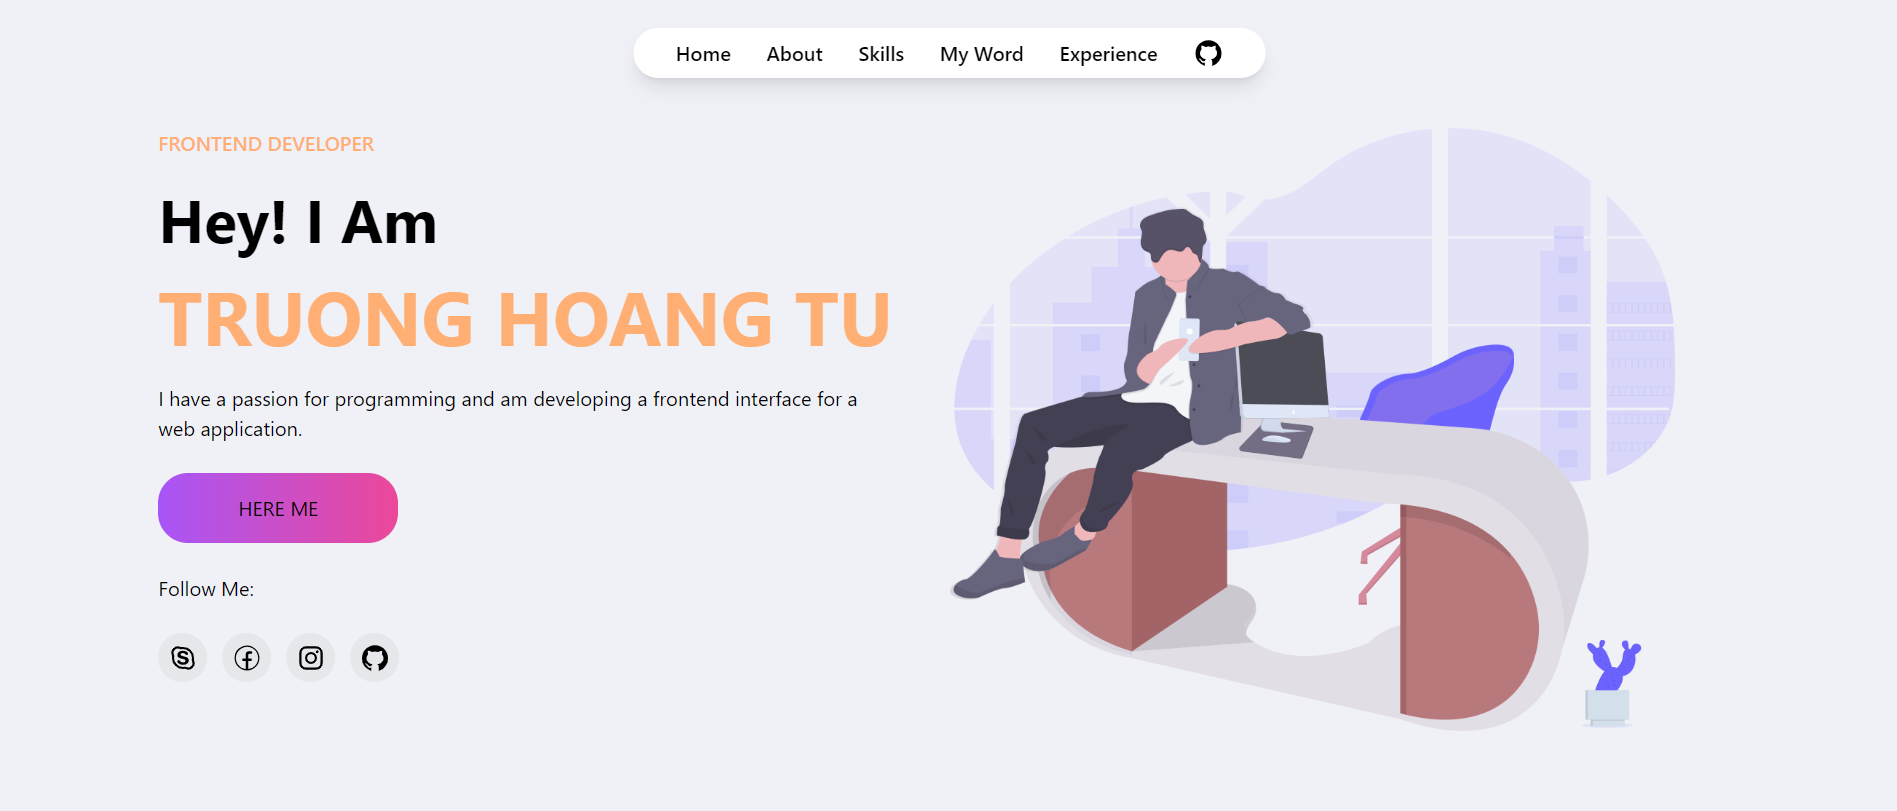 Home About Skills My Word Experience
FRONTEND DEVELOPER
Hey! I Am
TRUONG HOANG TU
I have a passion for programming and am developing a frontend interface for a
web application.
HERE ME
Follow Me: